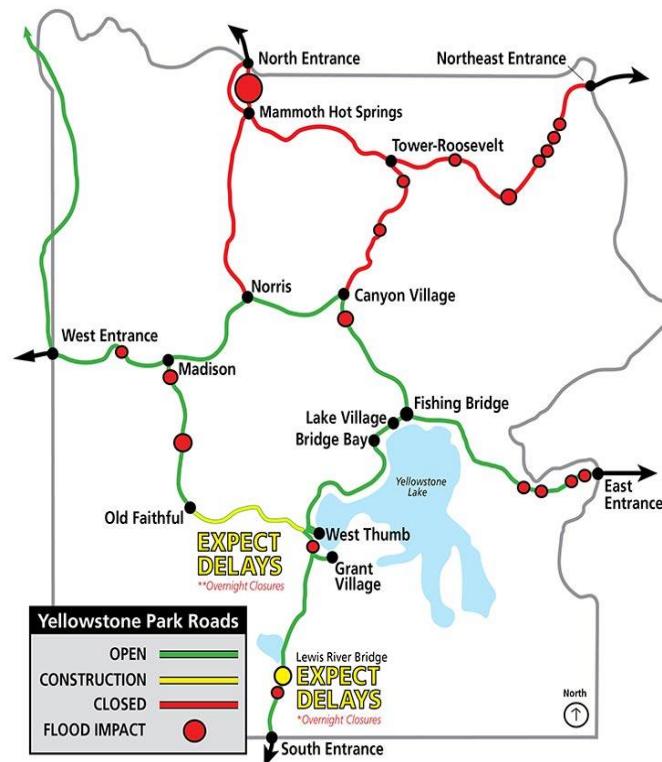 North Entrance
Northeast Entrance
Mammoth Hot Springs
Tower-Roosevelt
Norris
Canyon Village
West Entrance
Madison
Fishing Bridge
Lake Village
Bridge Bay
Yellowstone
Lake
East
Entrance
Old Faithful
West Thumb
EXPECT
DELAYS
**Overnight Closures
Grant
Village
Yellowstone Park Roads
OPEN
CONSTRUCTION
CLOSED
FLOOD IMPACT
Lewis River Bridge
EXPECT
DELAYS
*Overnight Closures
North
South Entrance